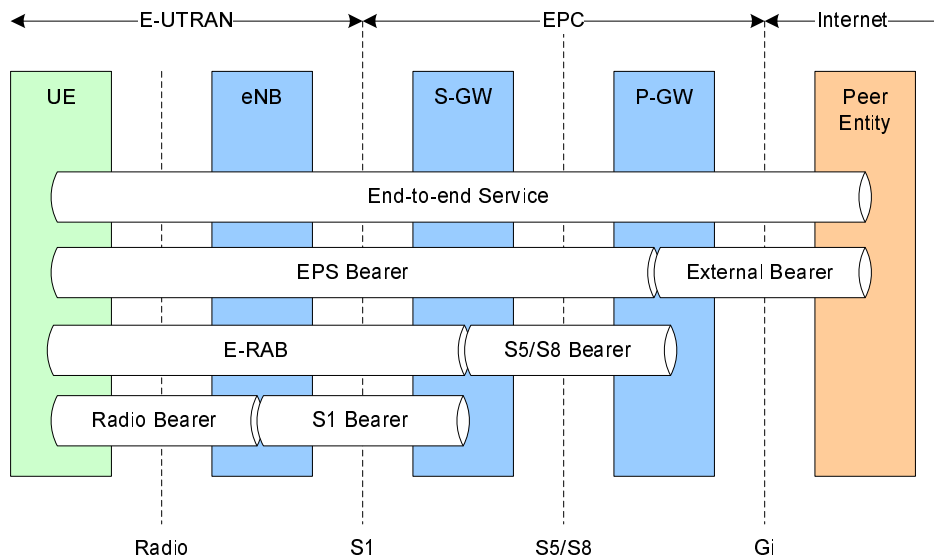 E-UTRAN
EPC
Internet
UE
eNB
S-GW
P-GW
Peer
Entity
End-to-end Service
EPS Bearer
External Bearer
E-RAB
S5/S8 Bearer
Radio Bearer
S1 Bearer
Radio
S1
S5/S8
Gi